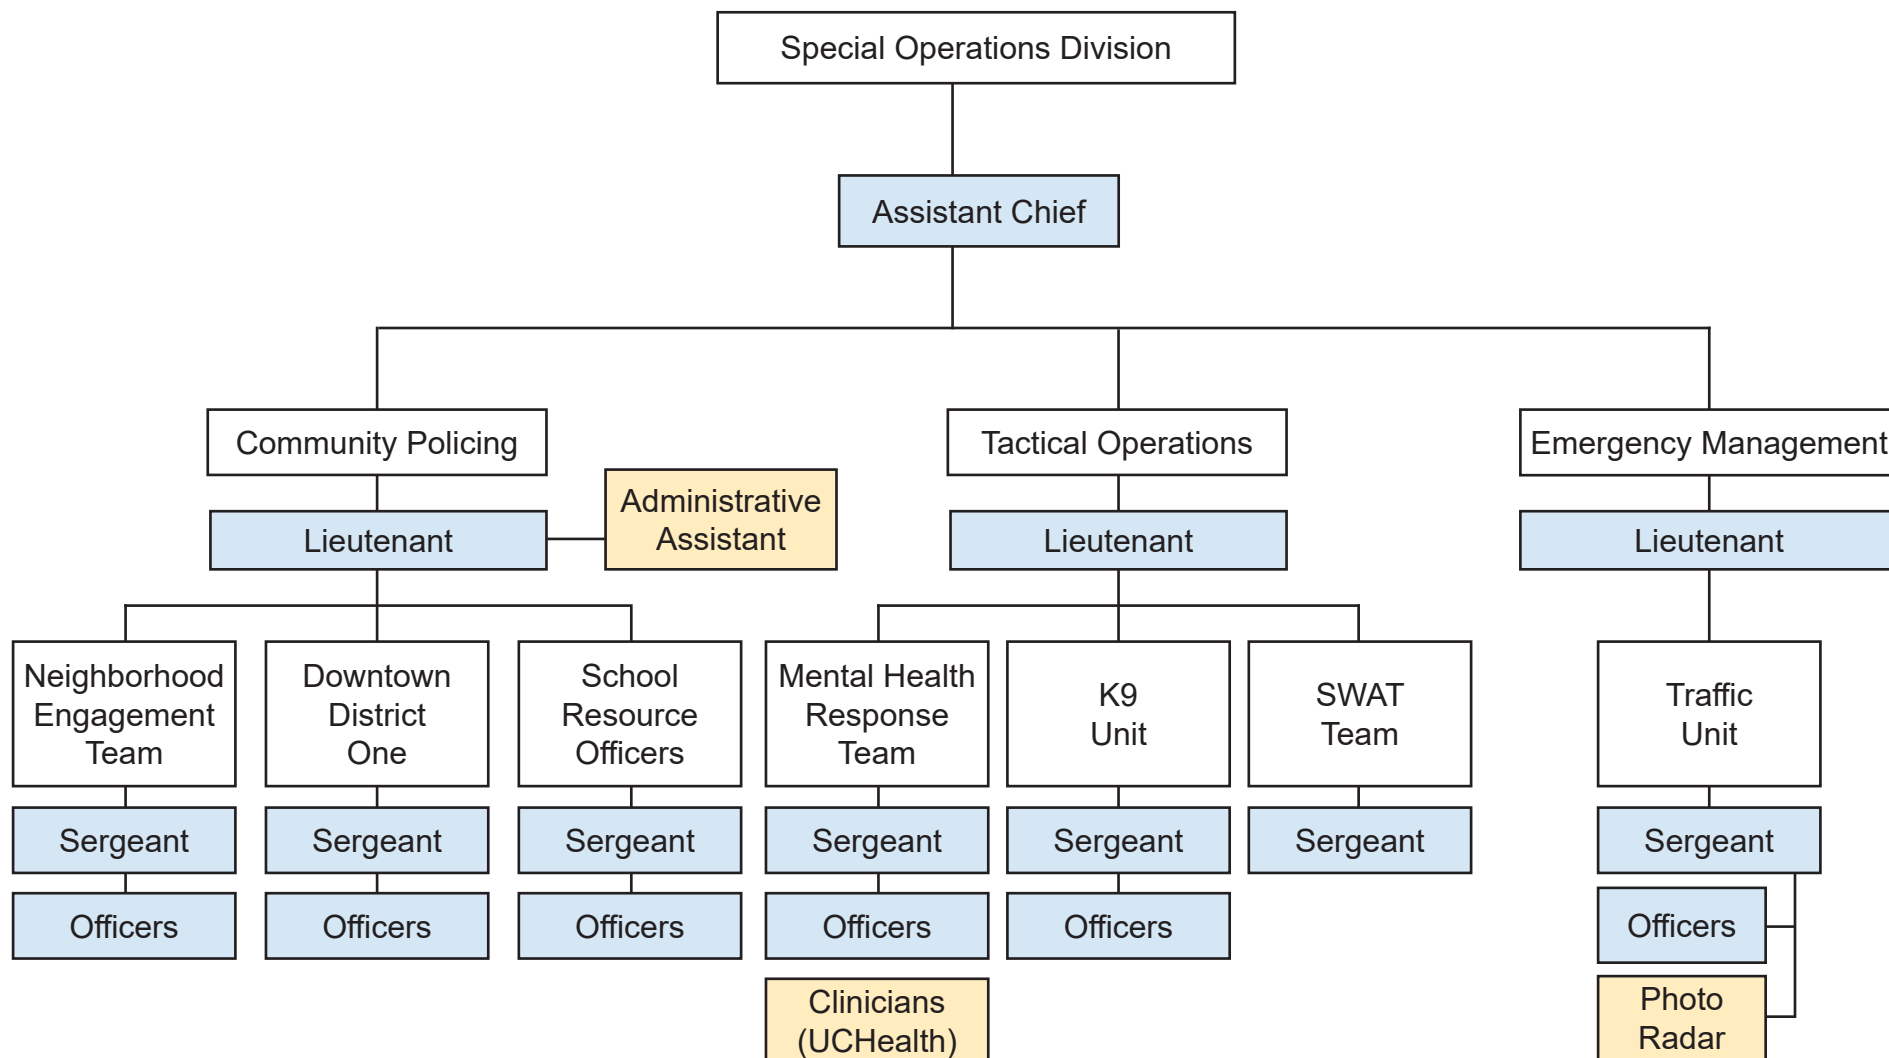 Special Operations Division
Assistant Chief
Community Policing
Tactical Operations
Emergency Management
Administrative
Assistant
Lieutenant
Lieutenant
Lieutenant
Neighborhood
Engagement
Team
Downtown
District
One
School
Resource
Officers
Mental Health
Response
Team
K9
Unit
SWAT
Team
Traffic
Unit
Sergeant
Sergeant
Sergeant
Sergeant
Sergeant
Sergeant
Sergeant
Officers
Officers
Officers
Officers
Officers
Officers
Clinicians
(UCHealth)
Photo
Radar